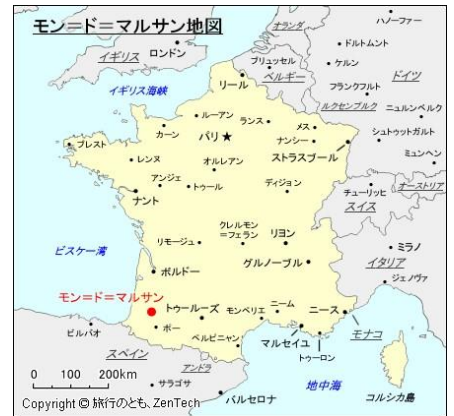 モン＝ド＝マルサン地図
ハノーファー
オランダ
ロンドン
イギリス
ドルトムント
ブリュッセル
ケルン
ベルギー
リール
ドイツ
イギリス海峡
フランクフルト
ルクセンブルク
ニュルンベルク
ルーアン
ランス
メス
カーン
パリ★
ナンシー
シュトゥットガルト
ブレスト
ストラスブール
ミュンヘン
レンヌ
オルレアン
アンジェ
トゥール
ディジョン
チューリッヒ
オーストリア
ナント
スイス
クレルモン
＝フェラン
リヨン
リモージュ
ミラノ
ビスケー湾
グルノーブル
イタリア
ボルドー
ジェノヴァ
モン＝ド＝マルサン
トゥールーズ
モンペリエ
ニーム
ニース
ポー
モナコ
ビルバオ
ペルピニャン
マルセイユ
トゥーロン
スペイン
アンドラ
0 100 200km
サラゴサ
地中海
コルシカ島
バルセロナ
Copyright © 旅行のとも、ZenTech